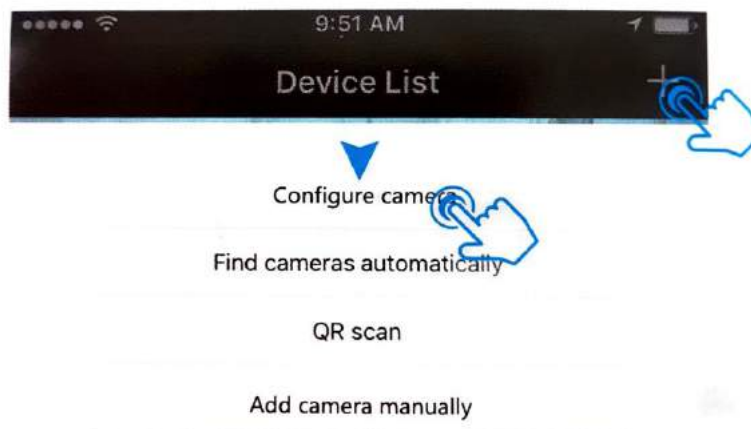 9:51 AM
Device List
+
Configure camera
Find cameras automatically
QR scan
Add camera manually